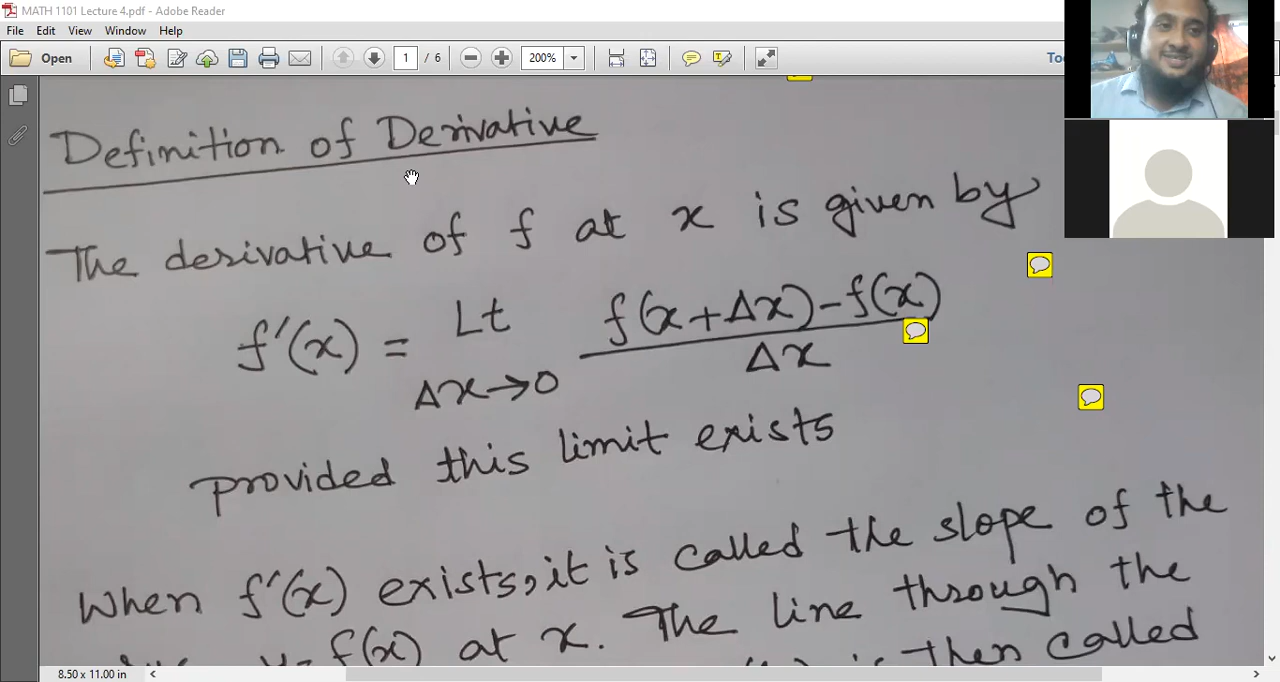 MATH 1101 Lecture 4.pdf - Adobe Reader
File Edit View Window Help
Open 1 / 6 200%
Definition of Derivative
The derivative of f at x is given by
f'(x) = Lt f(x+Δx)-f(x)
Δx→0 Δx
provided this limit exists
When f'(x) exists, it is called the slope of the
f(x) at x. The line through the
is then called
8.50 x 11.00 in